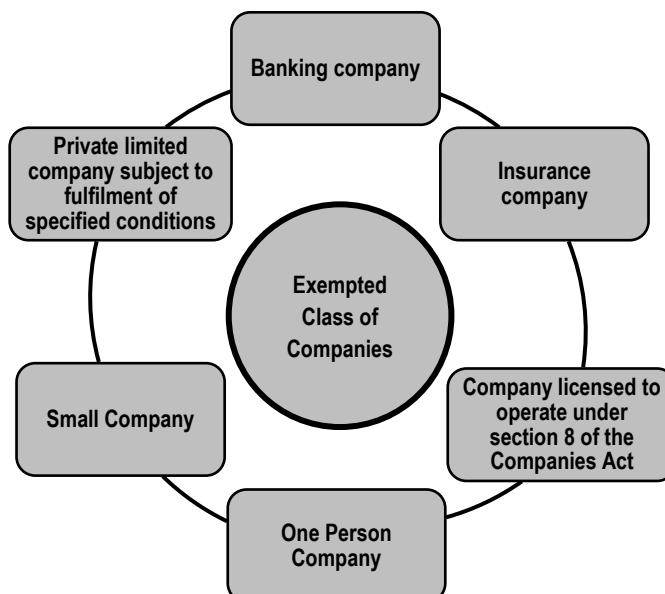 Banking company
Private limited
company subject to
fulfilment of
specified conditions
Insurance
company
Exempted
Class of
Companies
Small Company
Company licensed to
operate under
section 8 of the
Companies Act
One Person
Company